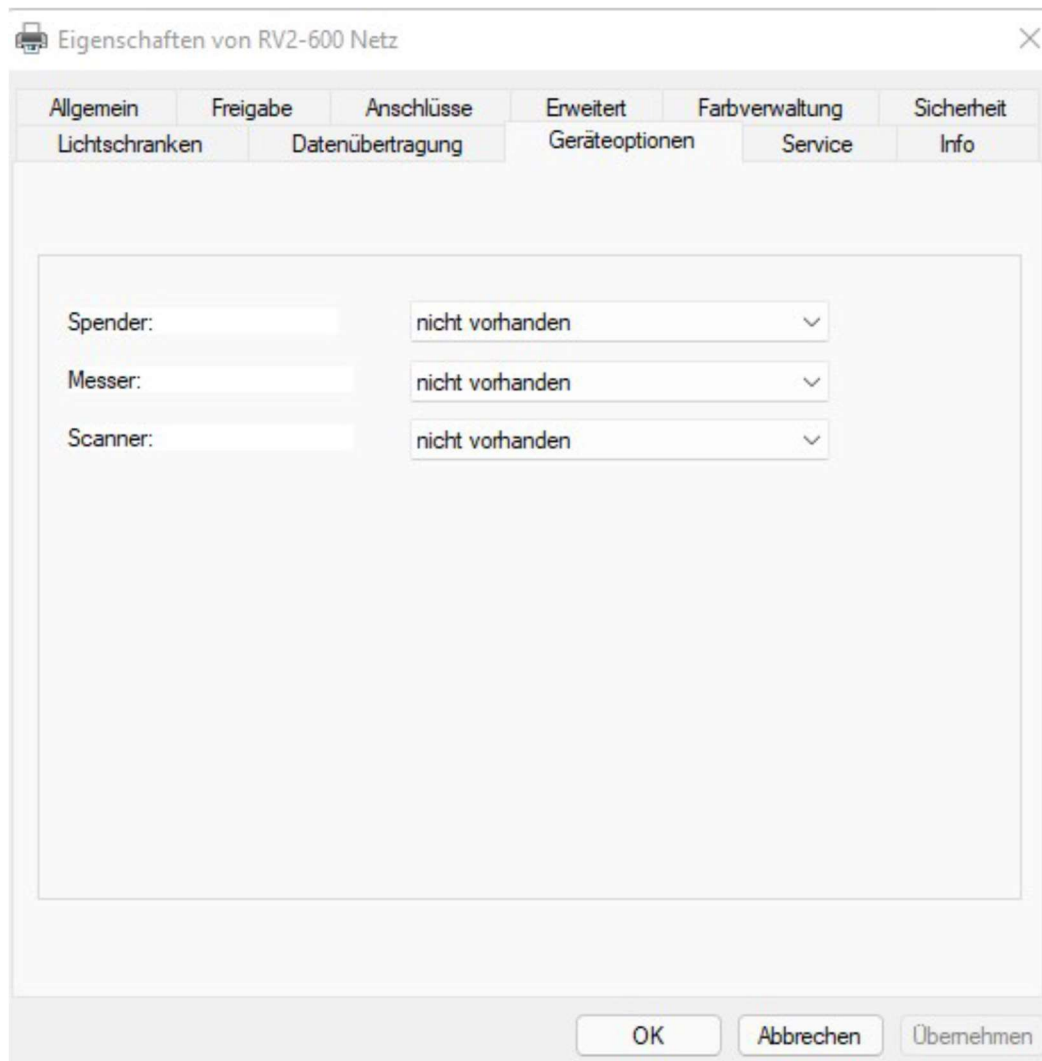 Eigenschaften von RV2-600 Netz
Allgemein Freigabe Anschlüsse Erweitert Farbverwaltung Sicherheit
Lichtschranken Datenübertragung Geräteoptionen Service Info
Spender: nicht vorhanden
Messer: nicht vorhanden
Scanner: nicht vorhanden
OK Abbrechen Übernehmen